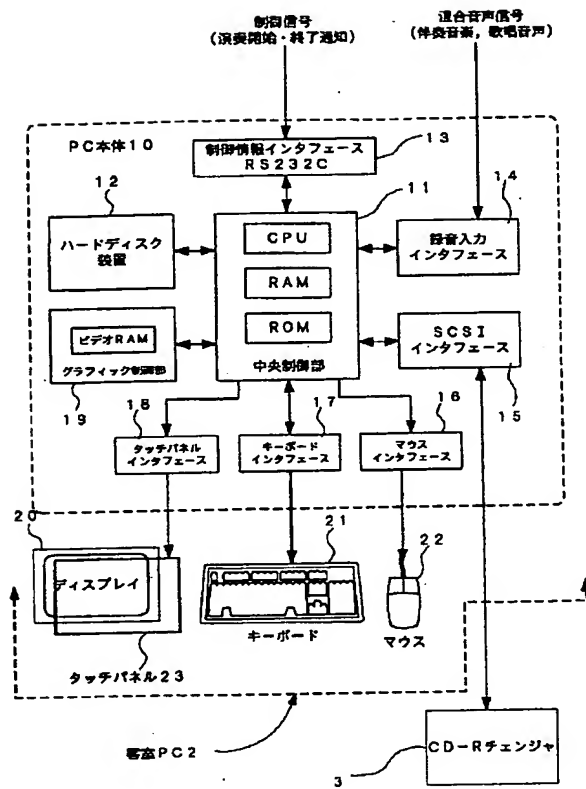 制御信号
(演奏開始・終了通知)
混合音声信号
(伴奏音楽，歌唱音声)
PC本体10
制御情報インタフェース
RS232C
13
12
11
14
ハードディスク
装置
CPU
RAM
ROM
中央制御部
録音入力
インタフェース
ビデオRAM
グラフィック制御部
19
SCSI
インタフェース
15
18
17
16
タッチパネル
インタフェース
キーボード
インタフェース
マウス
インタフェース
20
21
22
ディスプレイ
キーボード
マウス
タッチパネル23
客室PC2
3
CD-Rチェンジャ